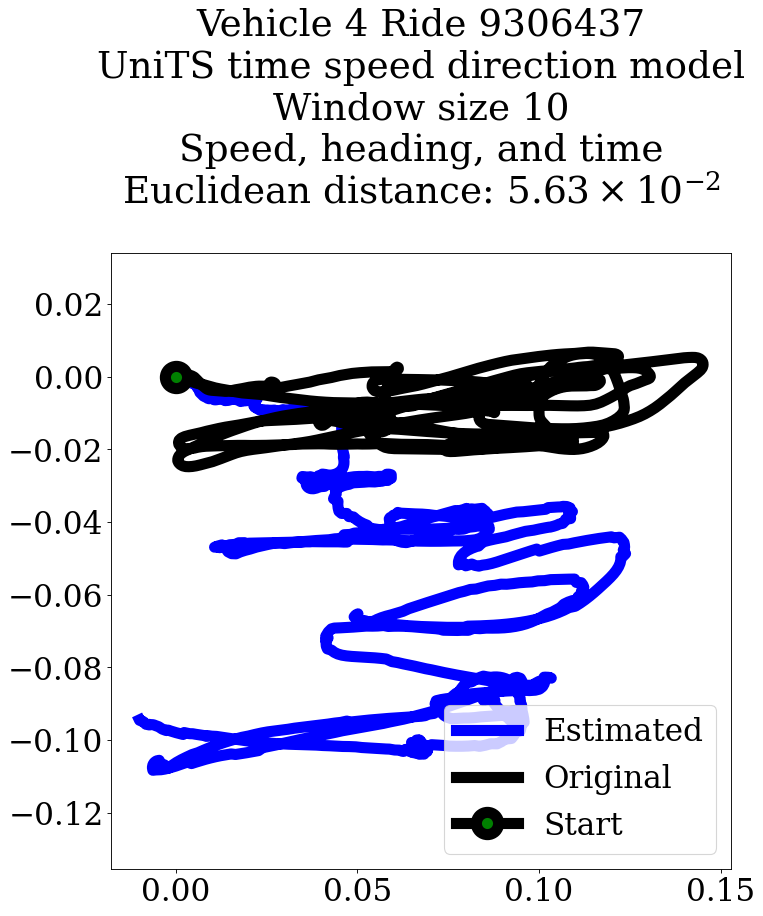 Vehicle 4 Ride 9306437
UniTS time speed direction model
Window size 10
Speed, heading, and time
Euclidean distance: 5.63 × 10⁻²
0.02
0.00
−0.02
−0.04
−0.06
−0.08
−0.10
−0.12
Estimated
Original
Start
0.00 0.05 0.10 0.15